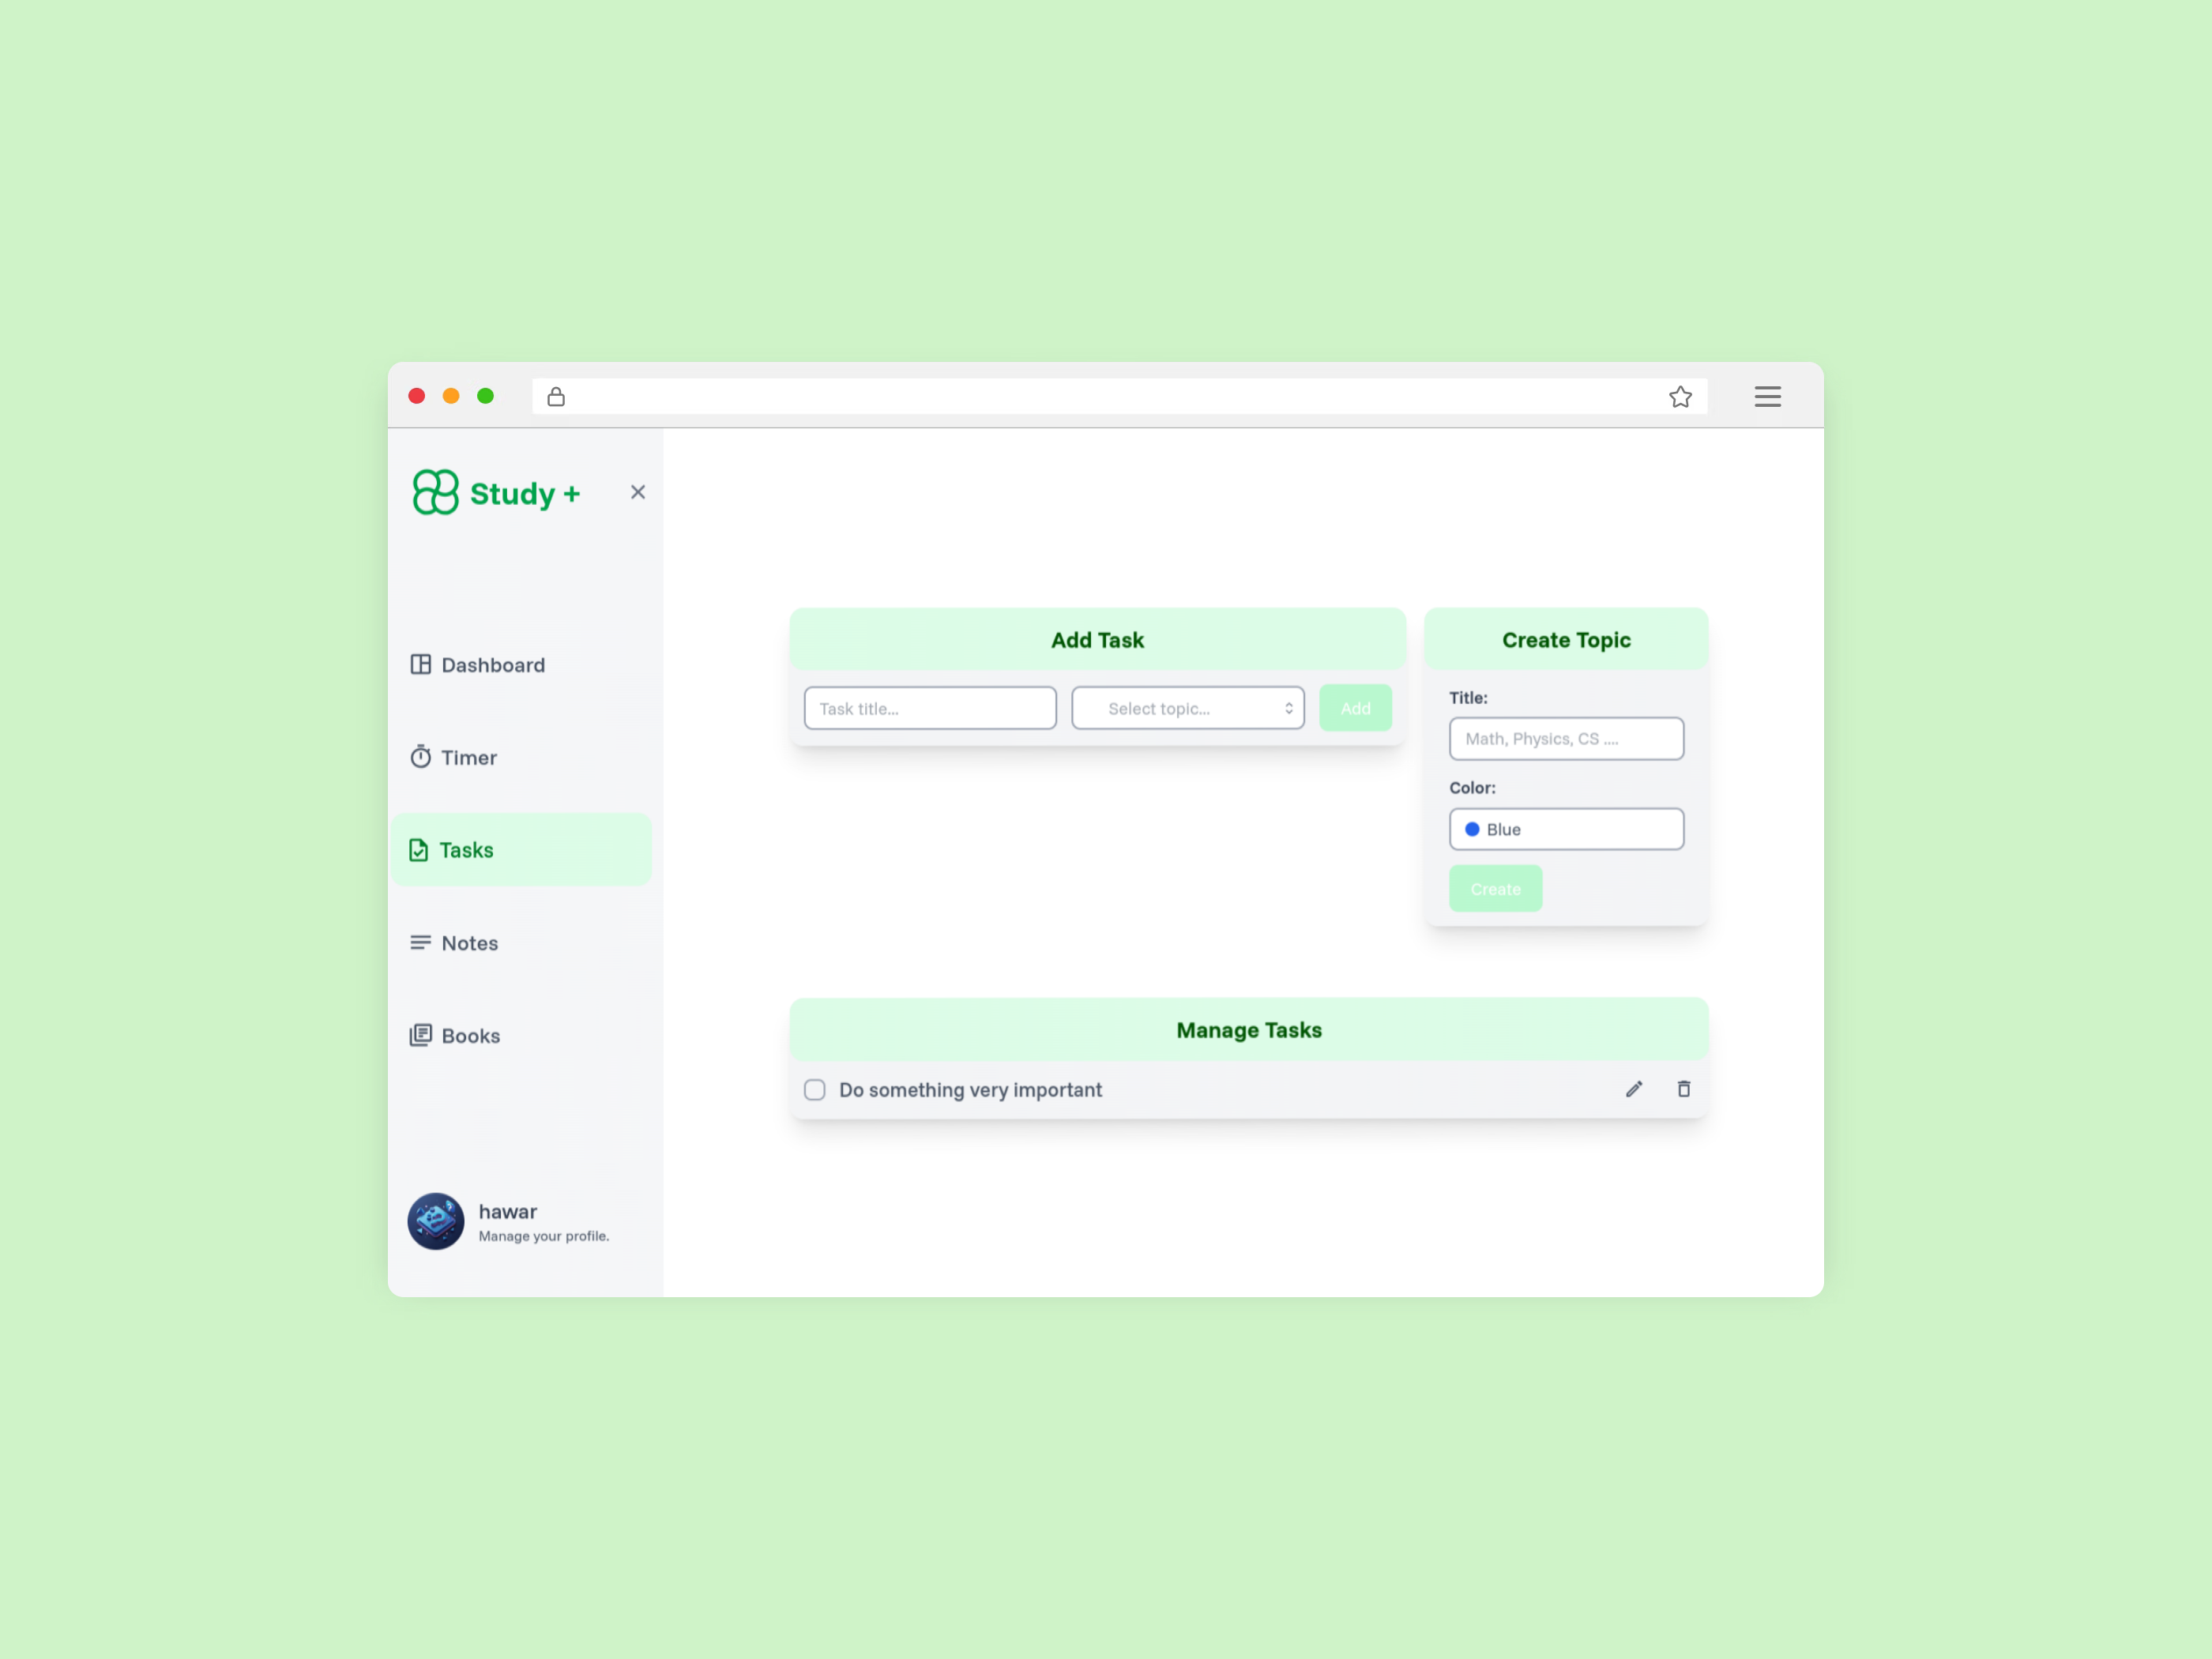 Study +
Dashboard
Timer
Tasks
Notes
Books
hawar
Manage your profile.
Add Task
Task title...
Select topic...
Add
Create Topic
Title:
Math, Physics, CS ....
Color:
Blue
Create
Manage Tasks
Do something very important